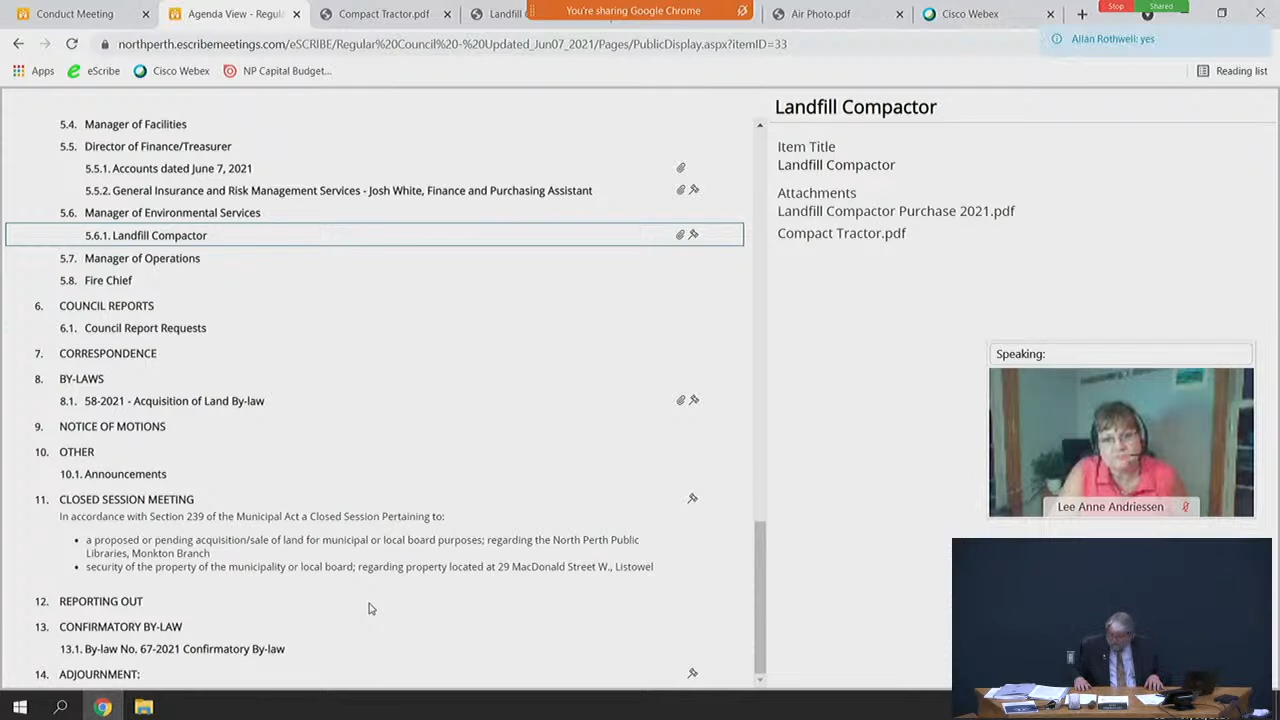 Conduct Meeting
Agenda View - Regula
Compact Tractor.pdf
Landfill C
You're sharing Google Chrome
Air Photo.pdf
Cisco Webex
Stop
Shared
northperth.escribemeetings.com/eSCRIBE/Regular%20Council%20-%20Updated_Jun07_2021/Pages/PublicDisplay.aspx?itemID=33
Allan Rothwell: yes
Apps
eScribe
Cisco Webex
NP Capital Budget...
Reading list
5.4. Manager of Facilities
5.5. Director of Finance/Treasurer
5.5.1. Accounts dated June 7, 2021
5.5.2. General Insurance and Risk Management Services - Josh White, Finance and Purchasing Assistant
5.6. Manager of Environmental Services
5.6.1. Landfill Compactor
5.7. Manager of Operations
5.8. Fire Chief
6. COUNCIL REPORTS
6.1. Council Report Requests
7. CORRESPONDENCE
8. BY-LAWS
8.1. 58-2021 - Acquisition of Land By-law
9. NOTICE OF MOTIONS
10. OTHER
10.1. Announcements
11. CLOSED SESSION MEETING
In accordance with Section 239 of the Municipal Act a Closed Session Pertaining to:
• a proposed or pending acquisition/sale of land for municipal or local board purposes; regarding the North Perth Public
Libraries, Monkton Branch
• security of the property of the municipality or local board; regarding property located at 29 MacDonald Street W., Listowel
12. REPORTING OUT
13. CONFIRMATORY BY-LAW
13.1. By-law No. 67-2021 Confirmatory By-law
14. ADJOURNMENT:
Landfill Compactor
Item Title
Landfill Compactor
Attachments
Landfill Compactor Purchase 2021.pdf
Compact Tractor.pdf
Speaking:
Lee Anne Andriessen